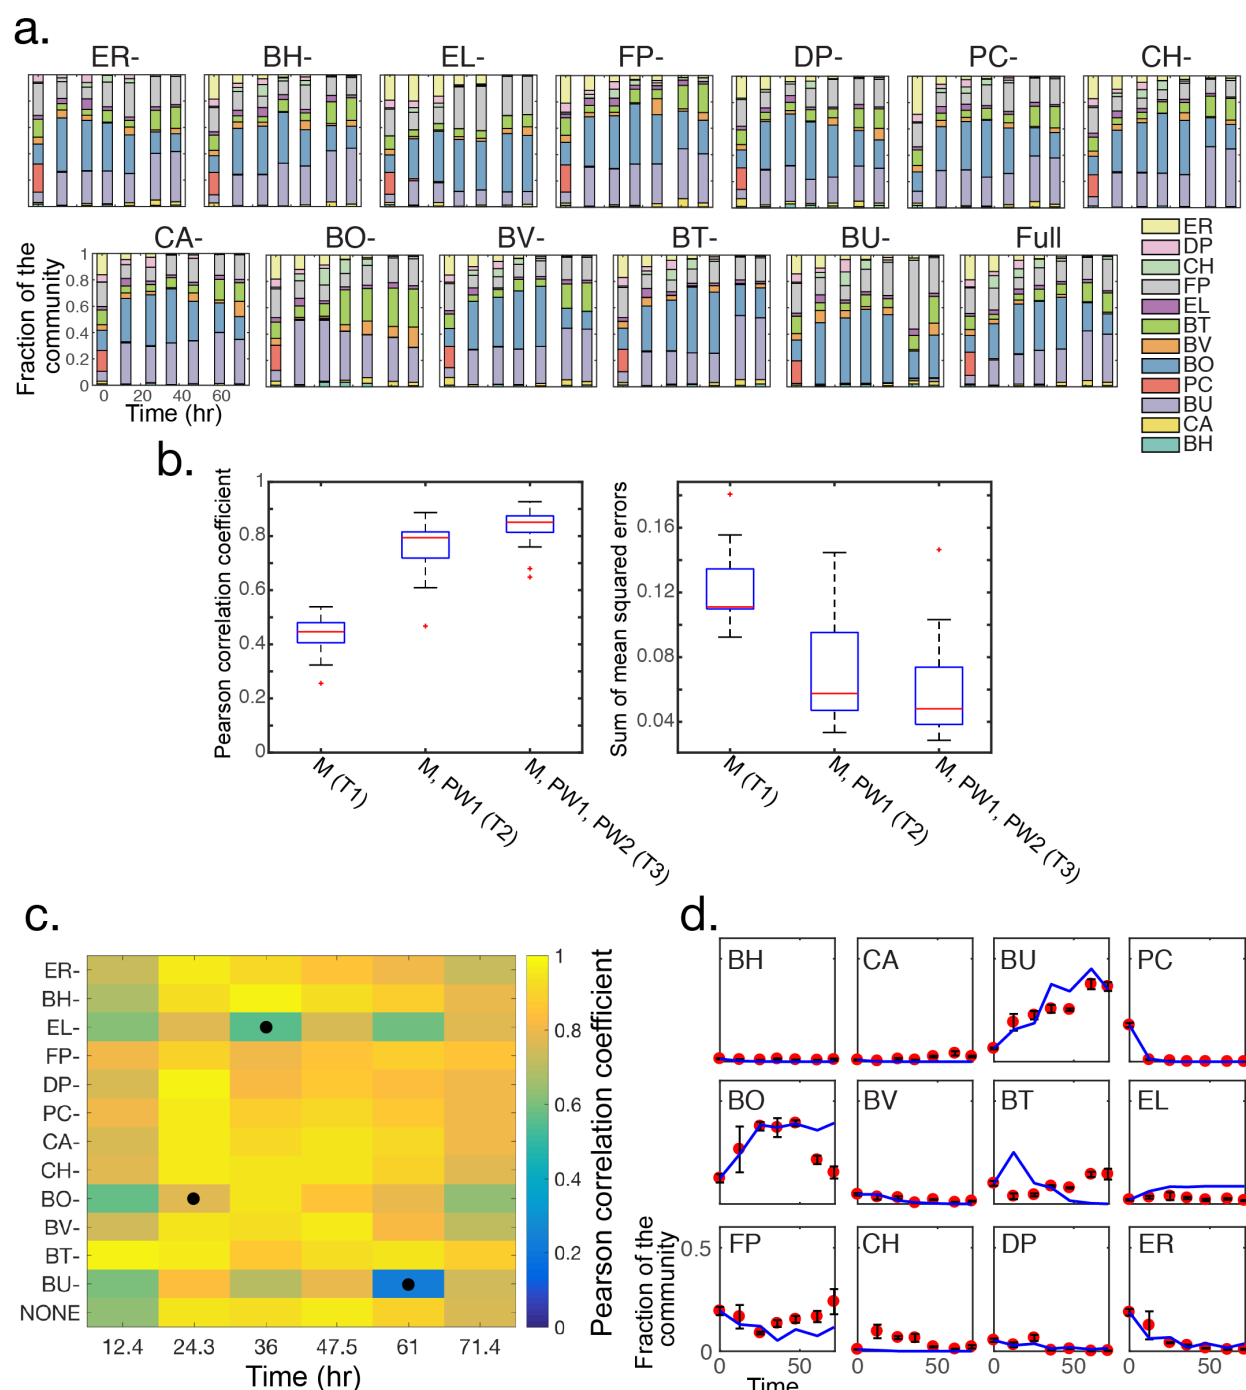 a.
ER- BH- EL- FP- DP- PC- CH-
CA- BO- BV- BT- BU- Full
Fraction of the
community
1
0.8
0.6
0.4
0.2
0
0 20 40 60
Time (hr)
ER
DP
CH
FP
EL
BT
BV
BO
PC
BU
CA
BH
b.
Pearson correlation coefficient
1
0.8
0.6
0.4
0.2
0
M (T1)
M, PW1 (T2)
M, PW1, PW2 (T3)
Sum of mean squared errors
0.16
0.12
0.08
0.04
M (T1)
M, PW1 (T2)
M, PW1, PW2 (T3)
c.
ER-
BH-
EL-
FP-
DP-
PC-
CA-
CH-
BO-
BV-
BT-
BU-
NONE
12.4 24.3 36 47.5 61 71.4
Time (hr)
1
0.8
0.6
0.4
0.2
0
Pearson correlation coefficient
d.
BH CA BU PC
BO BV BT EL
FP CH DP ER
Fraction of the
community
0.5
0
0 50 0 50 0 50 0 50
Time